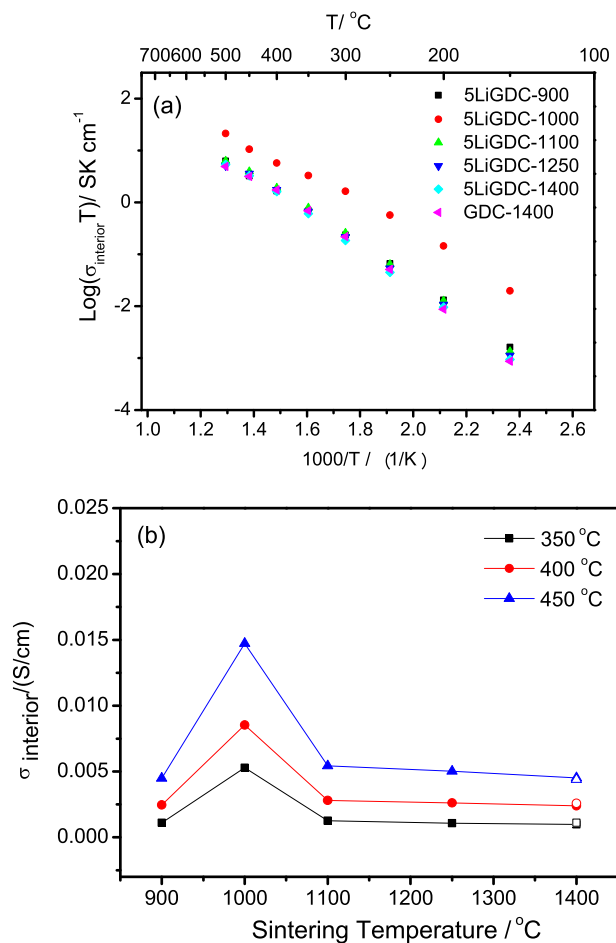 T/ °C
700 600 500 400 300 200 100
(a)
5LiGDC-900
5LiGDC-1000
5LiGDC-1100
5LiGDC-1250
5LiGDC-1400
GDC-1400
Log(σinteriorT)/ SK cm-1
2
0
-2
-4
1.0 1.2 1.4 1.6 1.8 2.0 2.2 2.4 2.6
1000/T / (1/K)
(b)
350 °C
400 °C
450 °C
σ interior/(S/cm)
0.025
0.020
0.015
0.010
0.005
0.000
900 1000 1100 1200 1300 1400
Sintering Temperature / °C